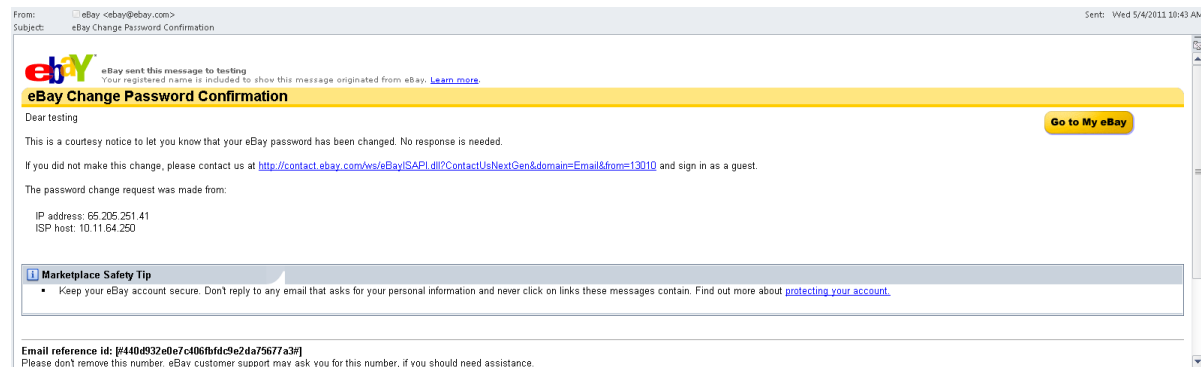 From: eBay <ebay@ebay.com> Sent: Wed 5/4/2011 10:43 AM
Subject: eBay Change Password Confirmation
ebay
eBay sent this message to testing
Your registered name is included to show this message originated from eBay. Learn more.
eBay Change Password Confirmation
Dear testing
Go to My eBay
This is a courtesy notice to let you know that your eBay password has been changed. No response is needed.
If you did not make this change, please contact us at http://contact.ebay.com/ws/eBayISAPI.dll?ContactUsNextGen&domain=Email&from=13010 and sign in as a guest.
The password change request was made from:
IP address: 65.205.251.41
ISP host: 10.11.64.250
Marketplace Safety Tip
Keep your eBay account secure. Don't reply to any email that asks for your personal information and never click on links these messages contain. Find out more about protecting your account.
Email reference id: [#440d932e0e7c406fbfdc9e2da75677a3#]
Please don't remove this number. eBay customer support may ask you for this number, if you should need assistance.